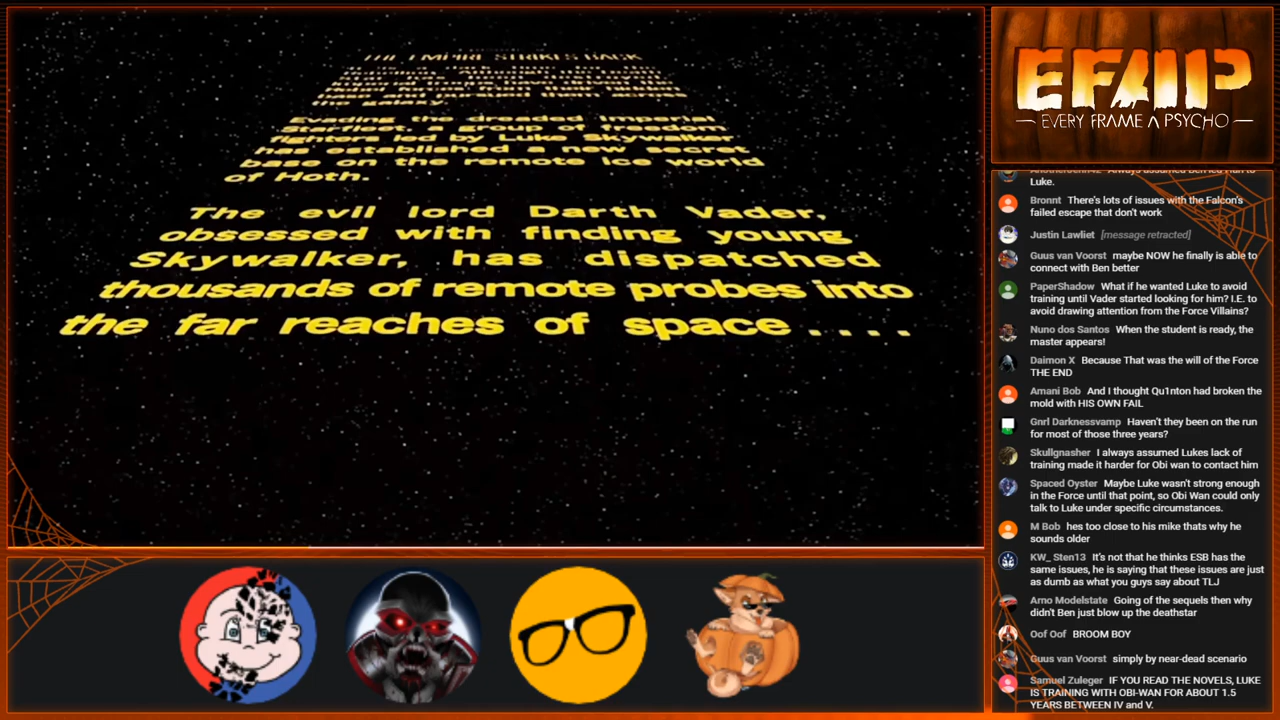 THE EMPIRE STRIKES BACK
the galaxy.
Evading the dreaded Imperial
Starfleet, a group of freedom
fighters led by Luke Skywalker
has established a new secret
base on the remote ice world
of Hoth.
The evil lord Darth Vader,
obsessed with finding young
Skywalker, has dispatched
thousands of remote probes into
the far reaches of space . . . .
EFAP
EVERY FRAME A PSYCHO
Luke.
Bronnt There's lots of issues with the Falcon's
failed escape that don't work
Justin Lawliet [message retracted]
Guus van Voorst maybe NOW he finally is able to
connect with Ben better
PaperShadow What if he wanted Luke to avoid
training until Vader started looking for him? I.E. to
avoid drawing attention from the Force Villains?
Nuno dos Santos When the student is ready, the
master appears!
Daimon X Because That was the will of the Force
THE END
Amani Bob And I thought Qu1nton had broken the
mold with HIS OWN FAIL
Gnrl Darknessvamp Haven't they been on the run
for most of those three years?
Skullgnasher I always assumed Lukes lack of
training made it harder for Obi wan to contact him
Spaced Oyster Maybe Luke wasn't strong enough
in the Force until that point, so Obi Wan could only
talk to Luke under specific circumstances.
M Bob hes too close to his mike thats why he
sounds older
KW_ Sten13 It's not that he thinks ESB has the
same issues, he is saying that these issues are just
as dumb as what you guys say about TLJ
Arno Modelstate Going of the sequels then why
didn't Ben just blow up the deathstar
Oof Oof BROOM BOY
Guus van Voorst simply by near-dead scenario
Samuel Zuleger IF YOU READ THE NOVELS, LUKE
IS TRAINING WITH OBI-WAN FOR ABOUT 1.5
YEARS BETWEEN IV and V.